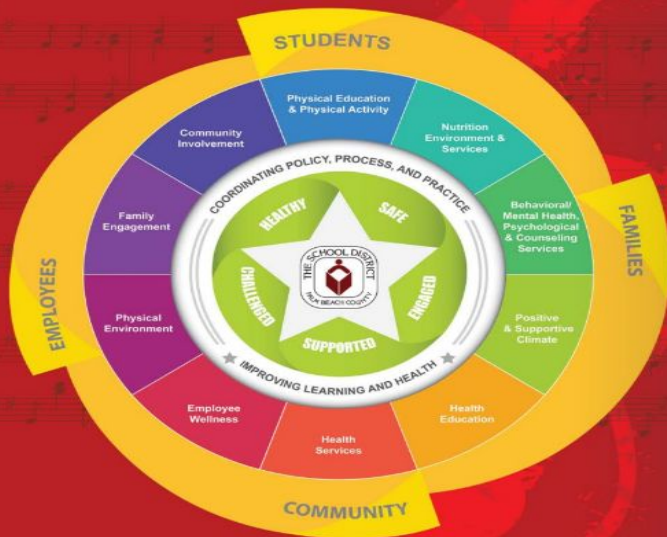 STUDENTS
FAMILIES
COMMUNITY
EMPLOYEES
Physical Education
& Physical Activity
Nutrition
Environment &
Services
Behavioral/
Mental Health,
Psychological
& Counseling
Services
Positive
& Supportive
Climate
Health
Education
Health
Services
Employee
Wellness
Physical
Environment
Family
Engagement
Community
Involvement
COORDINATING POLICY, PROCESS, AND PRACTICE
IMPROVING LEARNING AND HEALTH
HEALTHY
SAFE
ENGAGED
SUPPORTED
CHALLENGED
THE SCHOOL DISTRICT
PALM BEACH COUNTY